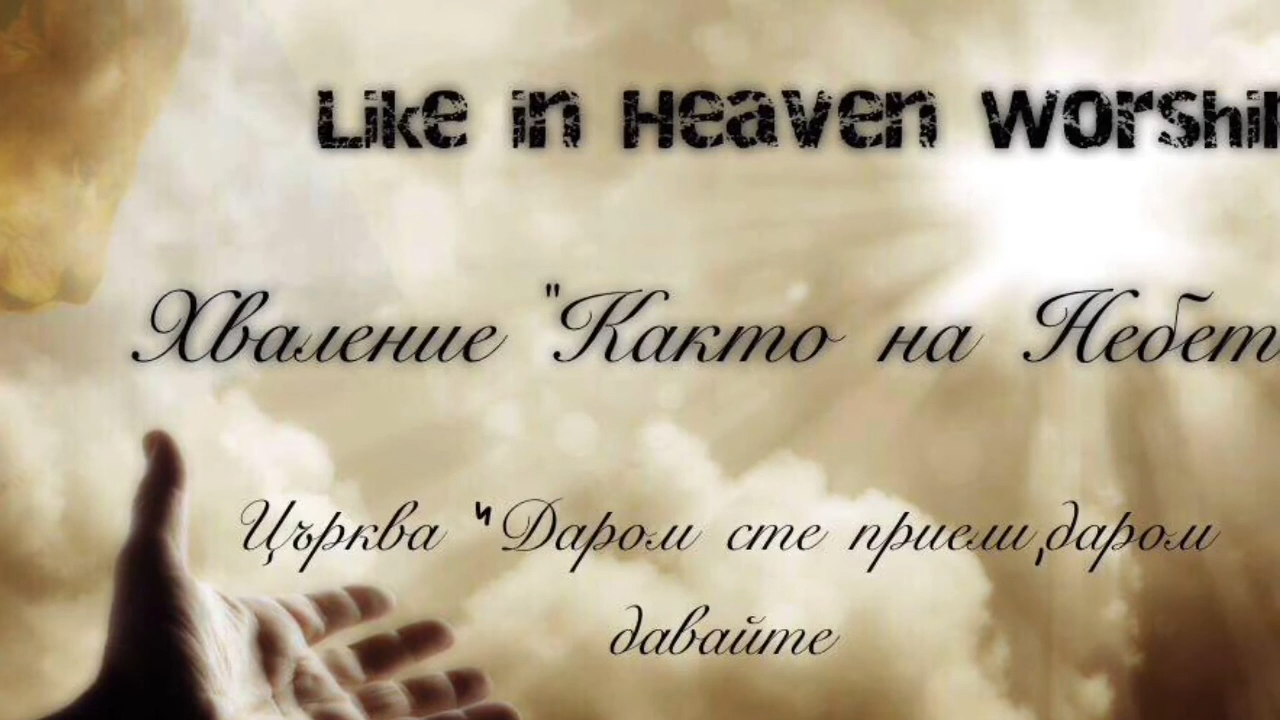 Like in Heaven Worshi
Хваление "Както на Небет
Църква "Даром сте приели,даром
давайте